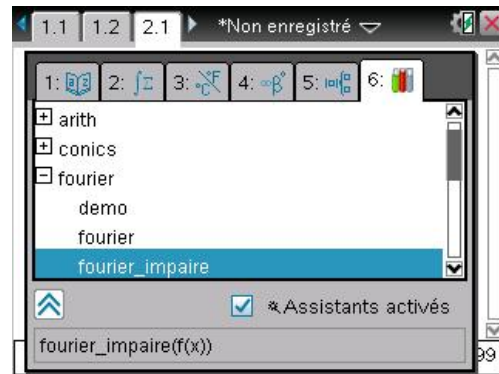 1.1 1.2 2.1 *Non enregistré
1: 2: ∫Σ 3: °C°F 4: ∞β° 5: 6:
arith
conics
fourier
demo
fourier
fourier_impaire
Assistants activés
fourier_impaire(f(x))
99